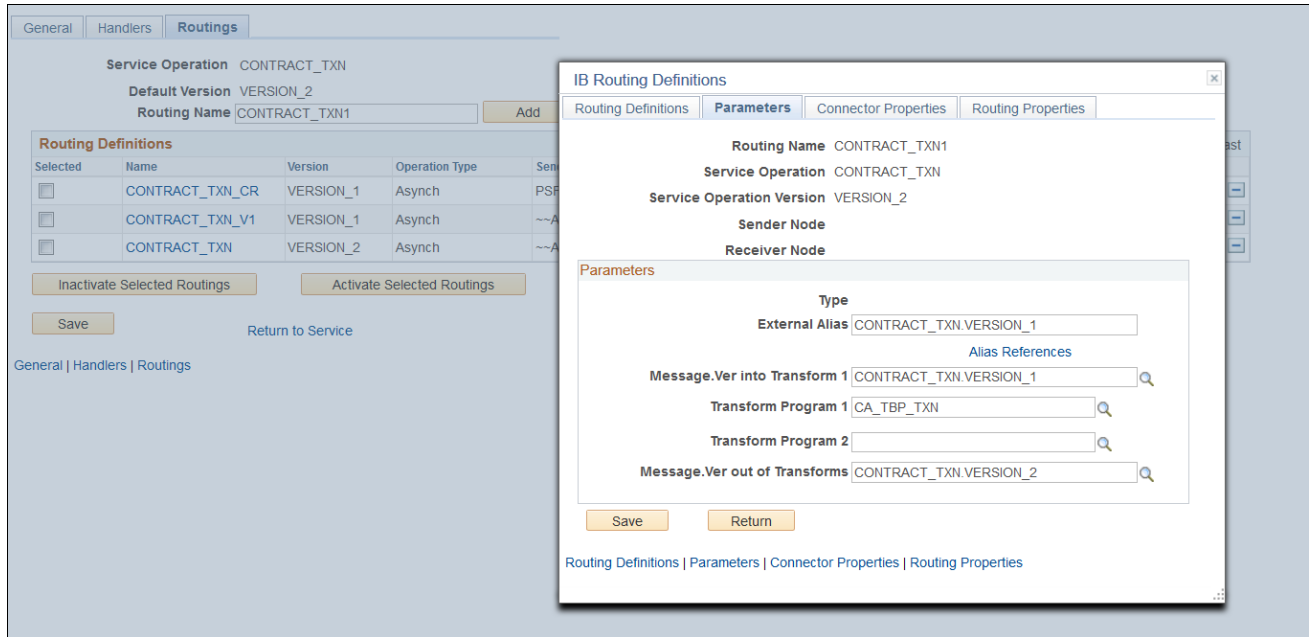 General Handlers Routings
Service Operation CONTRACT_TXN
Default Version VERSION_2
Routing Name CONTRACT_TXN1 Add
Routing Definitions
Selected Name Version Operation Type
CONTRACT_TXN_CR VERSION_1 Asynch
CONTRACT_TXN_V1 VERSION_1 Asynch ~~A
CONTRACT_TXN VERSION_2 Asynch ~~A
Inactivate Selected Routings Activate Selected Routings
Save Return to Service
General | Handlers | Routings
IB Routing Definitions
Routing Definitions Parameters Connector Properties Routing Properties
Routing Name CONTRACT_TXN1
Service Operation CONTRACT_TXN
Service Operation Version VERSION_2
Sender Node
Receiver Node
Parameters
Type
External Alias CONTRACT_TXN.VERSION_1
Alias References
Message.Ver into Transform 1 CONTRACT_TXN.VERSION_1
Transform Program 1 CA_TBP_TXN
Transform Program 2
Message.Ver out of Transforms CONTRACT_TXN.VERSION_2
Save Return
Routing Definitions | Parameters | Connector Properties | Routing Properties